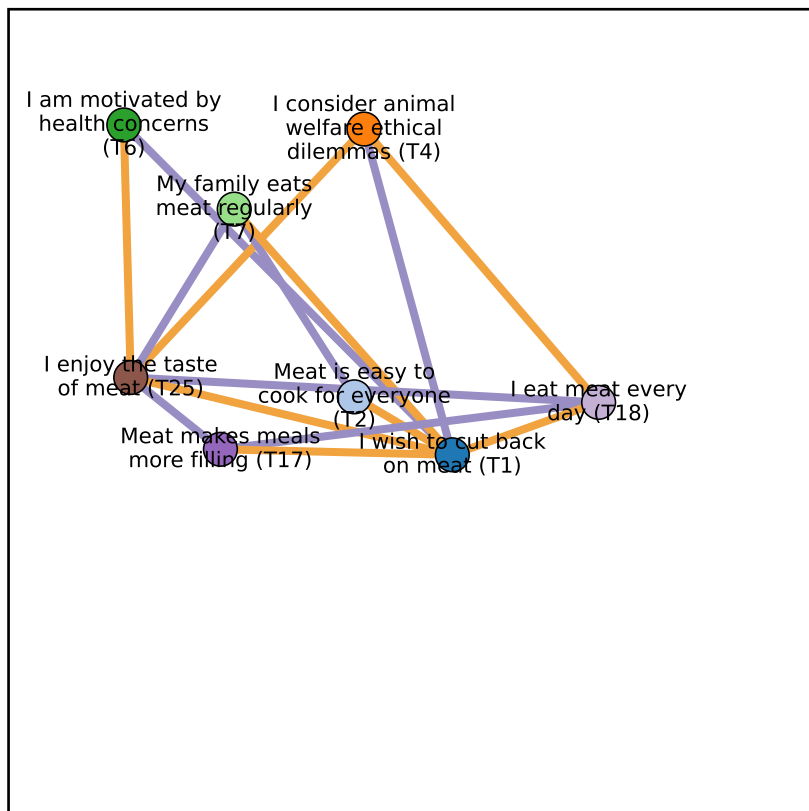 I am motivated by
health concerns
(T6)
I consider animal
welfare ethical
dilemmas (T4)
My family eats
meat regularly
(T7)
I enjoy the taste
of meat (T25)
Meat is easy to
cook for everyone
(T2)
I eat meat every
day (T18)
Meat makes meals
more filling (T17)
I wish to cut back
on meat (T1)